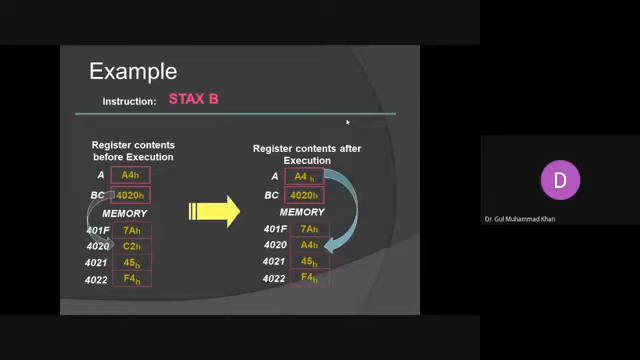 Example
Instruction: STAX B
Register contents
before Execution
A A4h
BC 4020h
MEMORY
401F 7Ah
4020 C2h
4021 45h
4022 F4h
Register contents after
Execution
A A4 h
BC 4020h
MEMORY
401F 7Ah
4020 A4h
4021 45h
4022 F4h
D
Dr. Gul Muhammad Khan